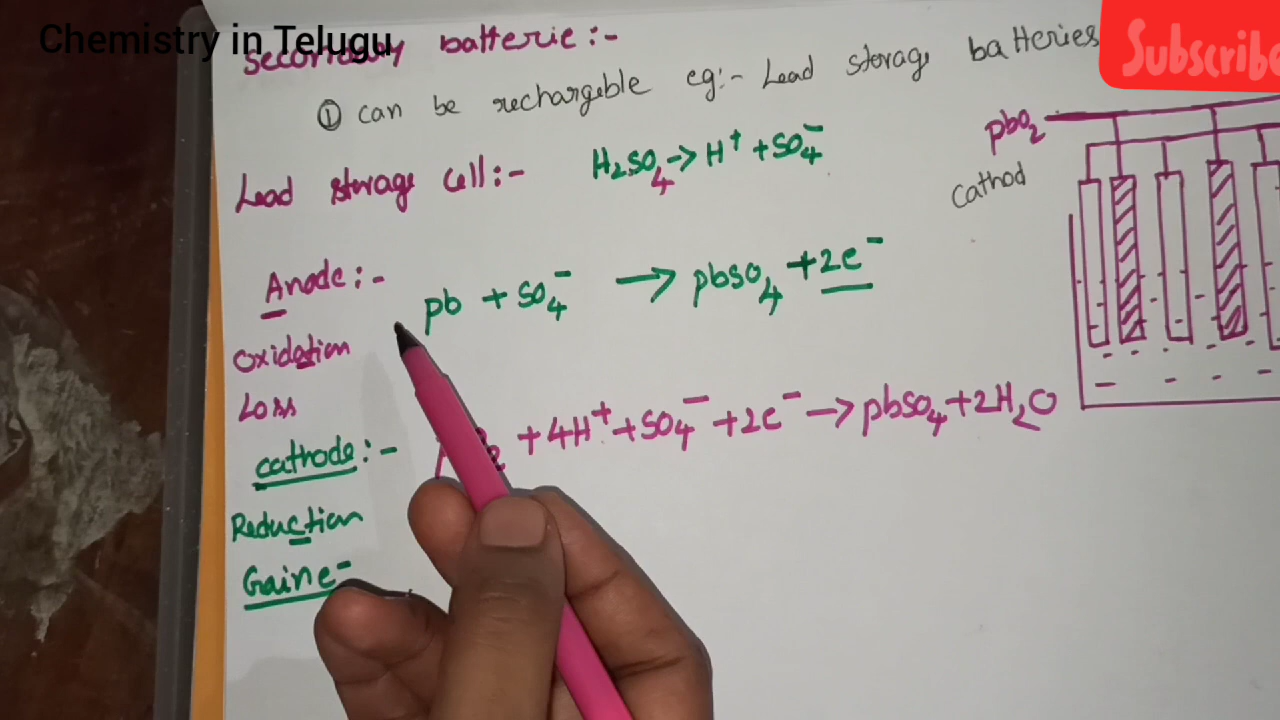 Chemistry in Telugu
Subscribe
Secondary batterie:-
① can be rechargeble eg:- Lead storage batteries
Lead storage cell:- H₂SO₄→H⁺+SO₄⁻
pbO₂
cathod
Anode:- pb + SO₄⁻ → pbSO₄ + 2e⁻
Oxidation
Loss
cathode:- +4H⁺+SO₄⁻+2e⁻→pbSO₄+2H₂O
Reduction
Gaine⁻